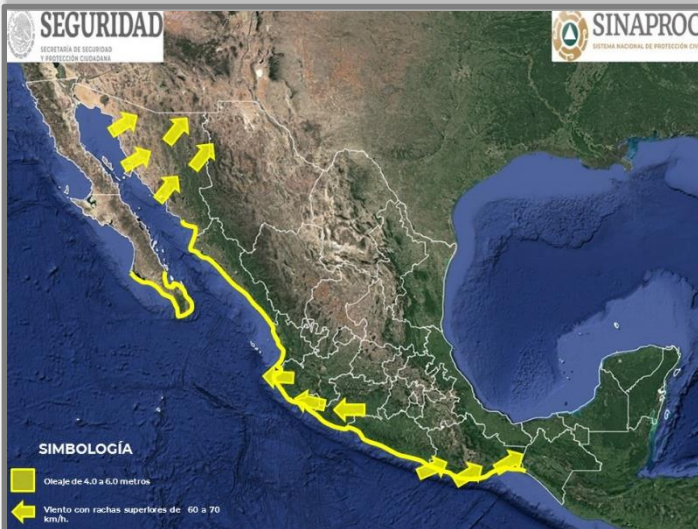 SEGURIDAD
SECRETARÍA DE SEGURIDAD
Y PROTECCIÓN CIUDADANA
SINAPROC
SISTEMA NACIONAL DE PROTECCIÓN CIV
SIMBOLOGÍA
Oleaje de 4.0 a 6.0 metros
Viento con rachas superiores de 60 a 70
km/h.